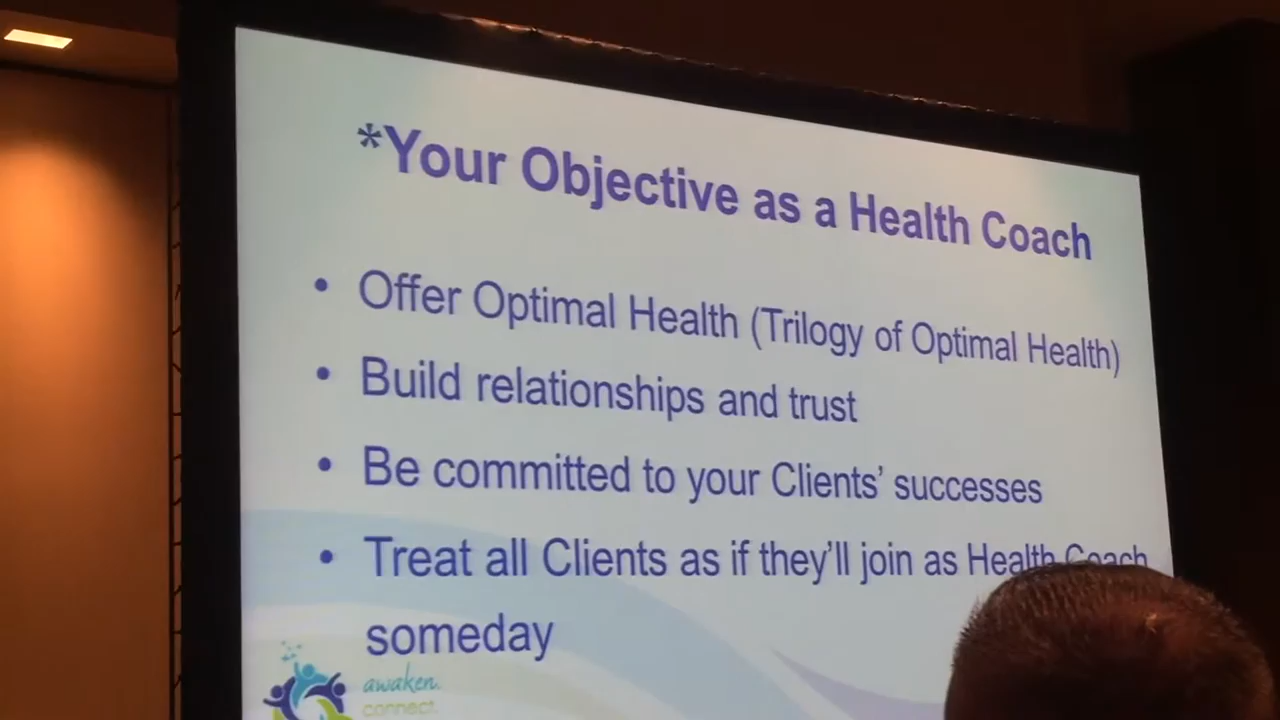 *Your Objective as a Health Coach
• Offer Optimal Health (Trilogy of Optimal Health)
• Build relationships and trust
• Be committed to your Clients' successes
• Treat all Clients as if they'll join as Health Coach
someday
awaken.
connect.